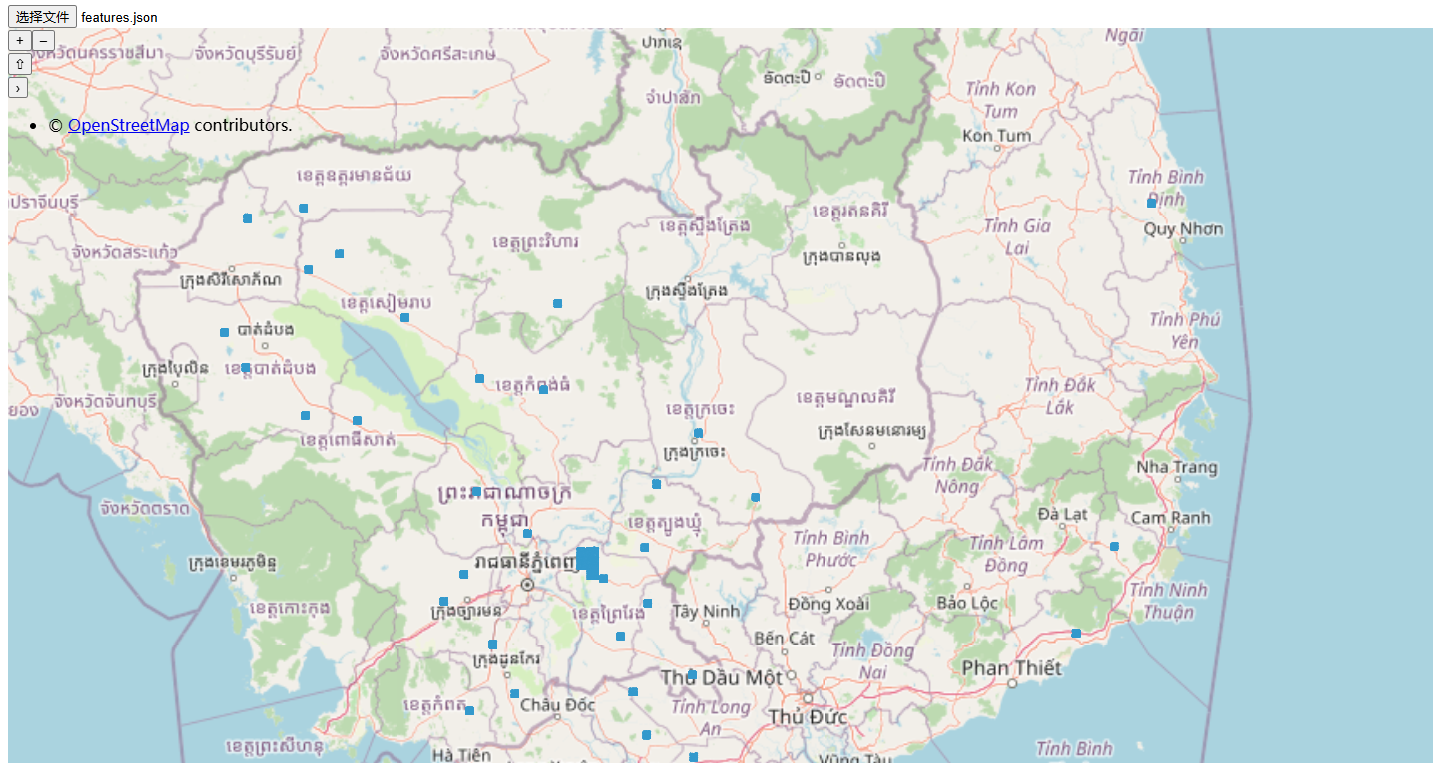 选择文件 features.json
+ –
⇧
›
© OpenStreetMap contributors.
จังหวัดนครราชสีมา
จังหวัดบุรีรัมย์
จังหวัดศรีสะเกษ
ປາກເຊ
ອັດຕະປື
ອັດຕະປື
ຈຳປາສັກ
Ngãi
Tỉnh Kon
Tum
Kon Tum
ខេត្តឧត្តរមានជ័យ
Tỉnh Bình
Định
ปราจีนบุรี
ខេត្តរតនគិរី
ខេត្តស្ទឹងត្រែង
Tỉnh Gia
Lai
Quy Nhơn
ខេត្តព្រះវិហារ
จังหวัดสระแก้ว
ក្រុងបានលុង
ក្រុងសិរីសោភ័ណ
ក្រុងស្ទឹងត្រែង
ខេត្តសៀមរាប
Tỉnh Phú
Yên
បាត់ដំបង
ក្រុងប៉ៃលិន
ខេត្តបាត់ដំបង
ខេត្តកំពង់ធំ
Tỉnh Đắk
Lắk
ខេត្តមណ្ឌលគិរី
จังหวัดจันทบุรี
ยอง
ខេត្តក្រចេះ
ក្រុងសែនមនោរម្យ
ខេត្តពោធិ៍សាត់
ក្រុងក្រចេះ
Tỉnh Đắk
Nông
Nha Trang
ព្រះរាជាណាចក្រ
កម្ពុជា
จังหวัดตราด
Đà Lạt
Cam Ranh
ខេត្តត្បូងឃ្មុំ
Tỉnh Bình
Phước
Tỉnh Lâm
Đồng
រាជធានីភ្នំពេញ
ក្រុងខេមរភូមិន្ទ
Tỉnh Ninh
Thuận
ខេត្តកោះកុង
ក្រុងច្បារមន
ខេត្តព្រៃវែង
Tây Ninh
Đồng Xoài
Bảo Lộc
Bến Cát
Tỉnh Đồng
Nai
ក្រុងដូនកែវ
Thủ Dầu Một
Phan Thiết
ខេត្តកំពត
Châu Đốc
Tỉnh Long
An
Thủ Đức
ខេត្តព្រះសីហនុ
Hà Tiên
Vũng Tàu
Tỉnh Bình